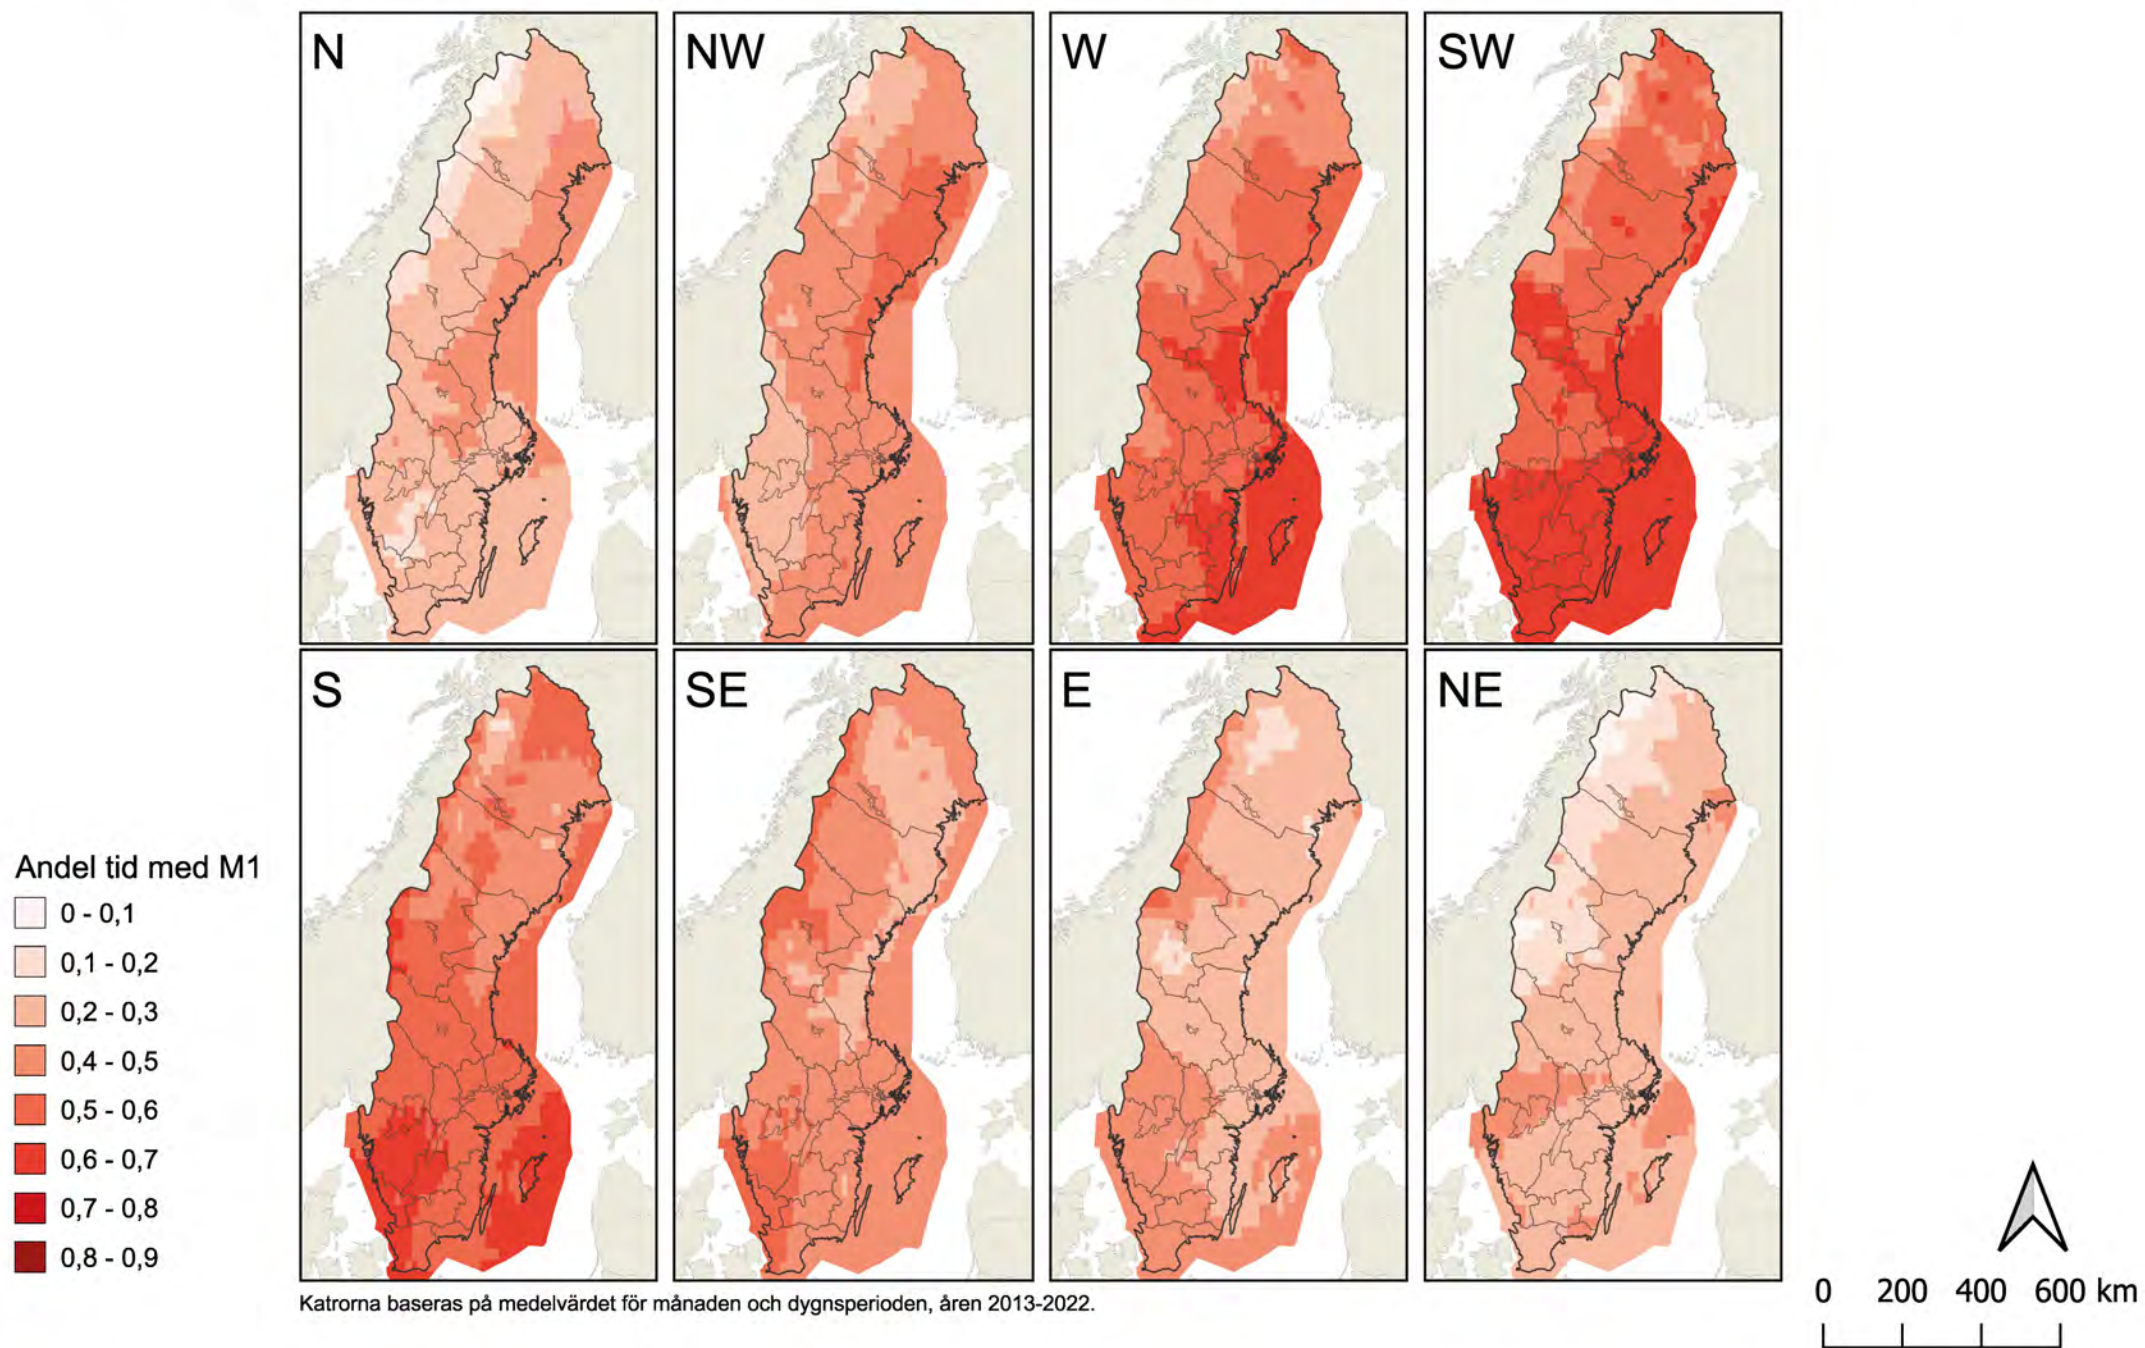 N
NW
W
SW
S
SE
E
NE
Andel tid med M1
0 - 0,1
0,1 - 0,2
0,2 - 0,3
0,4 - 0,5
0,5 - 0,6
0,6 - 0,7
0,7 - 0,8
0,8 - 0,9
Katrorna baseras på medelvärdet för månaden och dygnsperioden, åren 2013-2022.
0 200 400 600 km